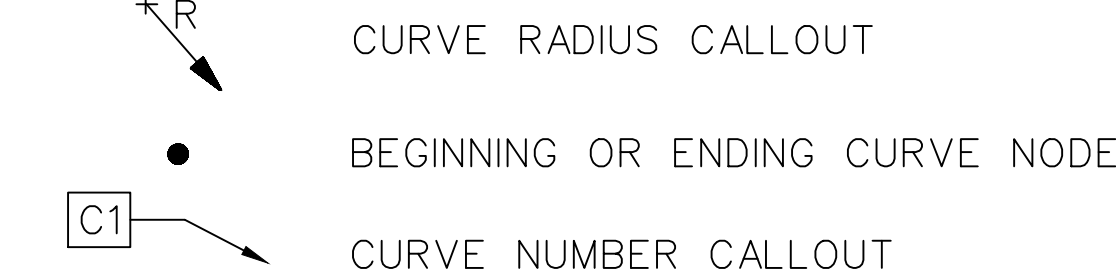 R CURVE RADIUS CALLOUT
BEGINNING OR ENDING CURVE NODE
C1 CURVE NUMBER CALLOUT